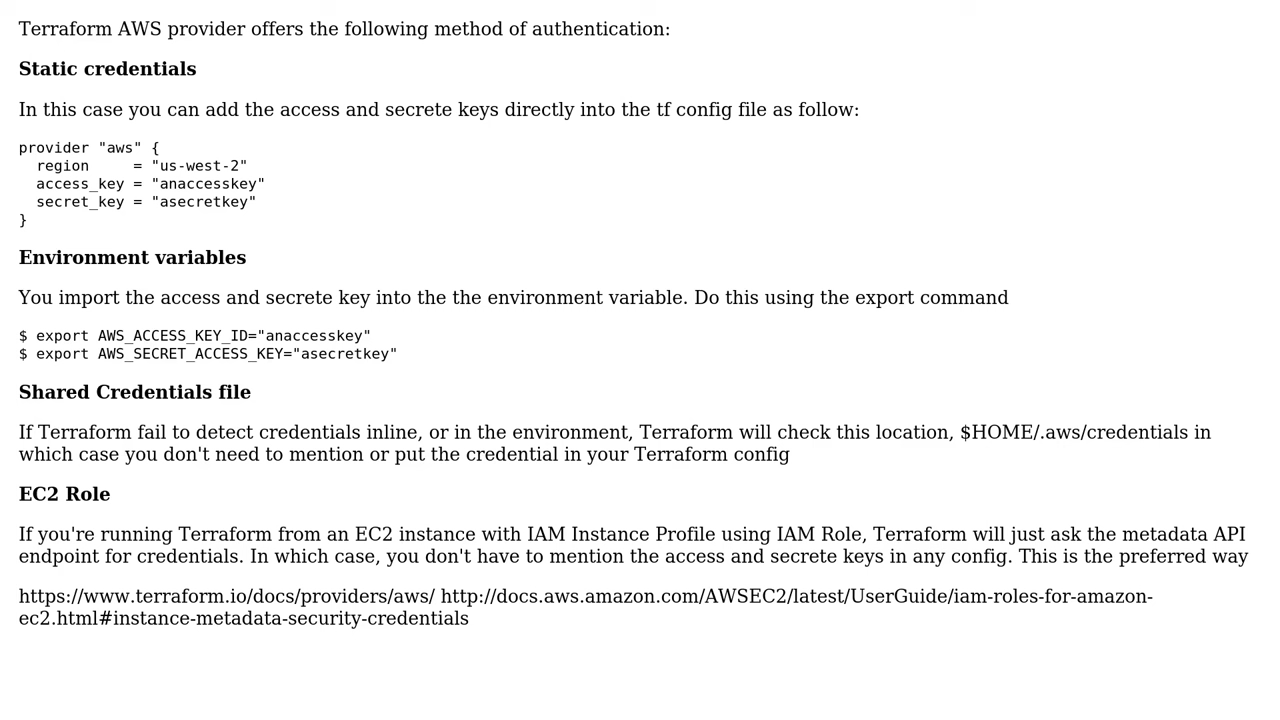 Terraform AWS provider offers the following method of authentication:
Static credentials
In this case you can add the access and secrete keys directly into the tf config file as follow:
provider "aws" {
  region     = "us-west-2"
  access_key = "anaccesskey"
  secret_key = "asecretkey"
}
Environment variables
You import the access and secrete key into the the environment variable. Do this using the export command
$ export AWS_ACCESS_KEY_ID="anaccesskey"
$ export AWS_SECRET_ACCESS_KEY="asecretkey"
Shared Credentials file
If Terraform fail to detect credentials inline, or in the environment, Terraform will check this location, $HOME/.aws/credentials in
which case you don't need to mention or put the credential in your Terraform config
EC2 Role
If you're running Terraform from an EC2 instance with IAM Instance Profile using IAM Role, Terraform will just ask the metadata API
endpoint for credentials. In which case, you don't have to mention the access and secrete keys in any config. This is the preferred way
https://www.terraform.io/docs/providers/aws/ http://docs.aws.amazon.com/AWSEC2/latest/UserGuide/iam-roles-for-amazon-
ec2.html#instance-metadata-security-credentials